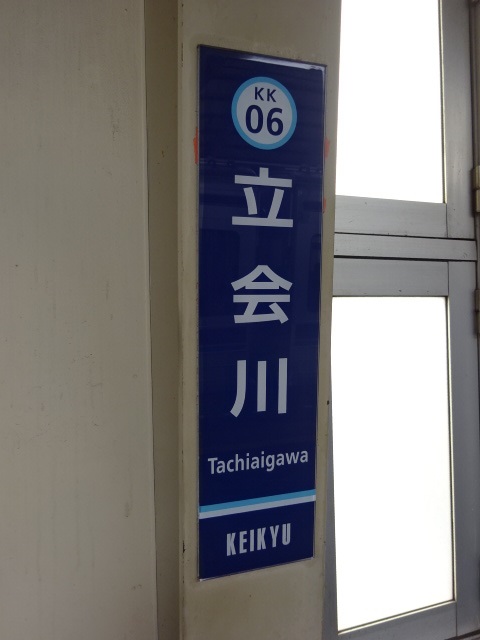 KK
06
立会川
Tachiaigawa
KEIKYU